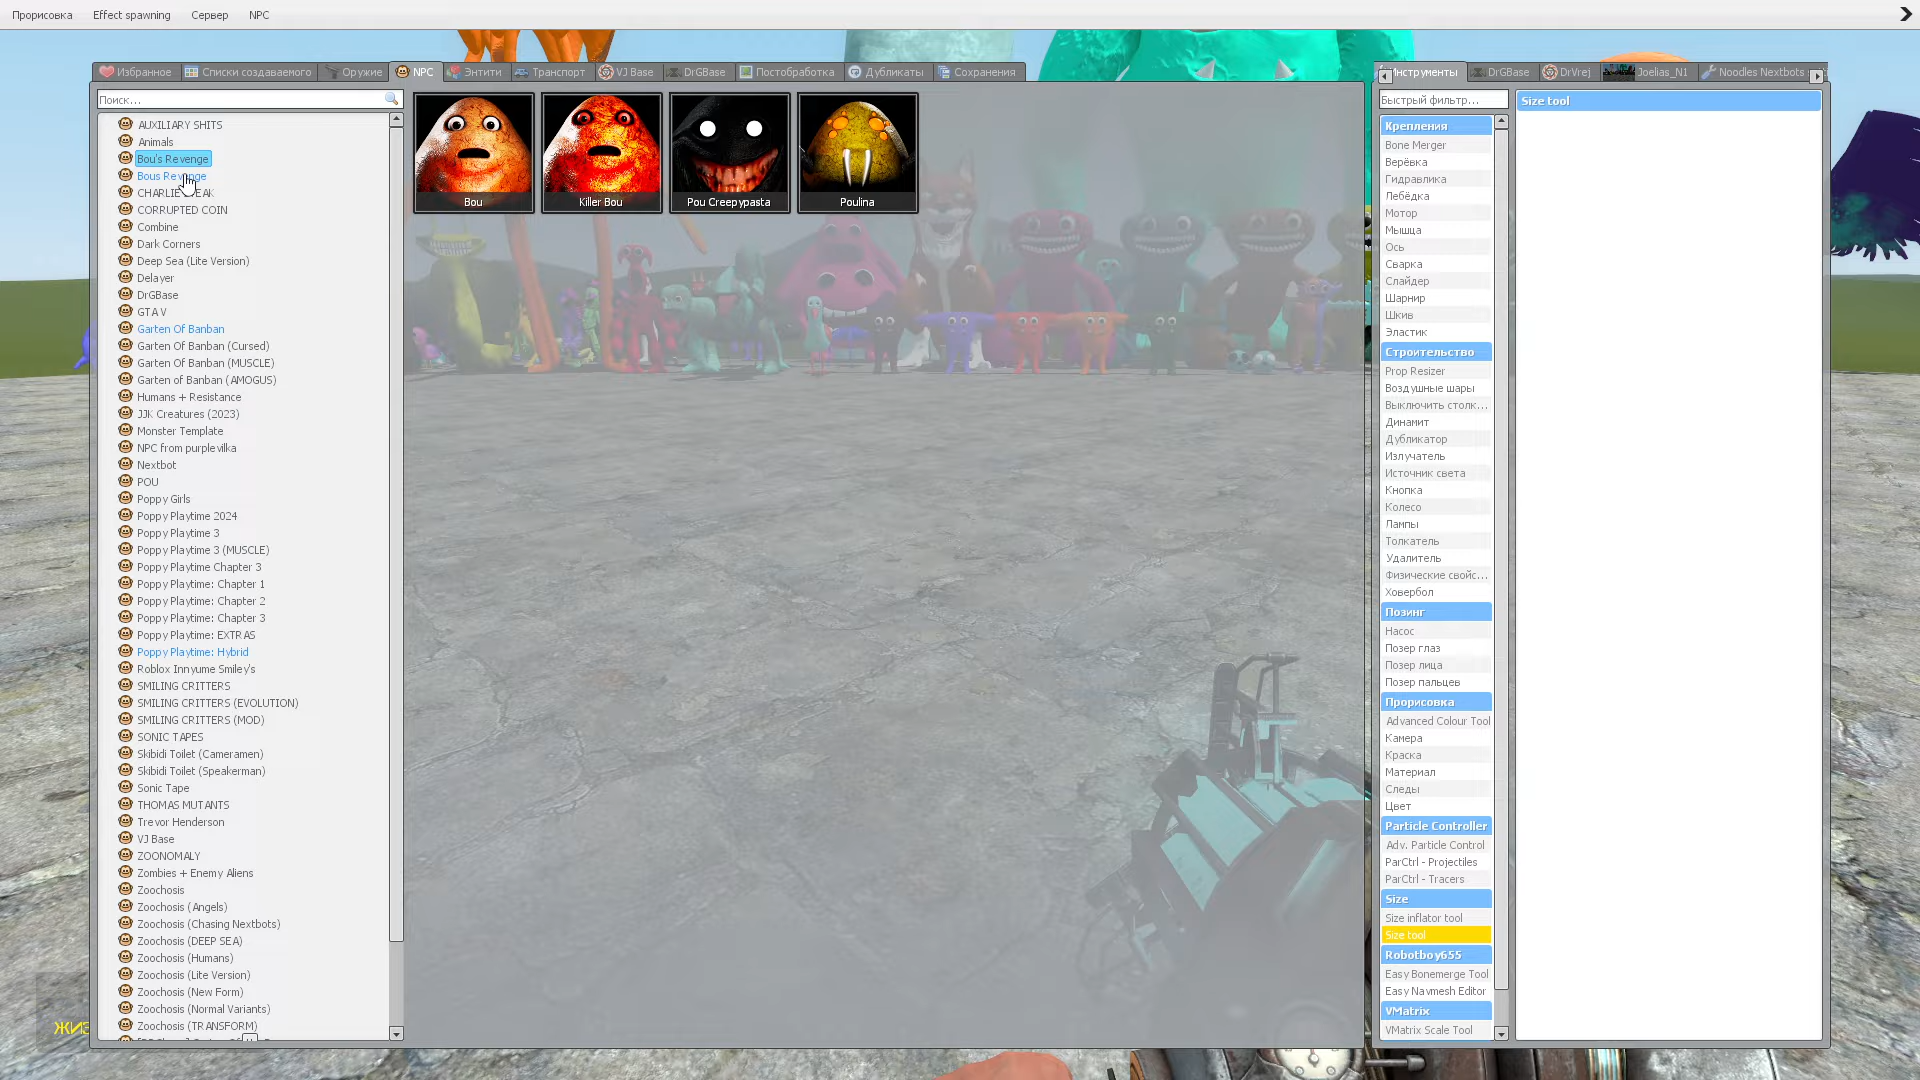 Прорисовка
Effect spawning
Сервер
NPC
Избранное
Списки создаваемого
Оружие
NPC
Энтити
Транспорт
VJ Base
DrGBase
Постобработка
Дубликаты
Сохранения
Поиск...
AUXILIARY SHITS
Animals
Bou's Revenge
Bous Revenge
CORRUPTED COIN
Combine
Dark Corners
Deep Sea (Lite Version)
Delayer
DrGBase
GTA V
Garten Of Banban
Garten Of Banban (Cursed)
Garten Of Banban (MUSCLE)
Garten of Banban (AMOGUS)
Humans + Resistance
JJK Creatures (2023)
Monster Template
NPC from purplevilka
Nextbot
POU
Poppy Girls
Poppy Playtime 2024
Poppy Playtime 3
Poppy Playtime 3 (MUSCLE)
Poppy Playtime Chapter 3
Poppy Playtime: Chapter 1
Poppy Playtime: Chapter 2
Poppy Playtime: Chapter 3
Poppy Playtime: EXTRAS
Poppy Playtime: Hybrid
Roblox Innyume Smiley's
SMILING CRITTERS
SMILING CRITTERS (EVOLUTION)
SMILING CRITTERS (MOD)
SONIC TAPES
Skibidi Toilet (Cameramen)
Skibidi Toilet (Speakerman)
Sonic Tape
THOMAS MUTANTS
Trevor Henderson
VJ Base
ZOONOMALY
Zombies + Enemy Aliens
Zoochosis
Zoochosis (Angels)
Zoochosis (Chasing Nextbots)
Zoochosis (DEEP SEA)
Zoochosis (Humans)
Zoochosis (Lite Version)
Zoochosis (New Form)
Zoochosis (Normal Variants)
Zoochosis (TRANSFORM)
Bou
Killer Bou
Pou Creepypasta
Poulina
Инструменты
DrGBase
DrVrej
Joelias_N1
Noodles Nextbots
Быстрый фильтр...
Крепления
Bone Merger
Верёвка
Гидравлика
Лебёдка
Мотор
Мышца
Ось
Сварка
Слайдер
Шарнир
Шкив
Эластик
Строительство
Prop Resizer
Воздушные шары
Выключить столк...
Динамит
Дубликатор
Излучатель
Источник света
Кнопка
Колесо
Лампы
Толкатель
Удалитель
Физические свойс...
Ховербол
Позинг
Насос
Позер глаз
Позер лица
Позер пальцев
Прорисовка
Advanced Colour Tool
Камера
Краска
Материал
Следы
Цвет
Particle Controller
Adv. Particle Control
ParCtrl - Projectiles
ParCtrl - Tracers
Size
Size inflator tool
Size tool
Robotboy655
Easy Bonemerge Tool
Easy Navmesh Editor
VMatrix
VMatrix Scale Tool
Size tool
ЖИЗ